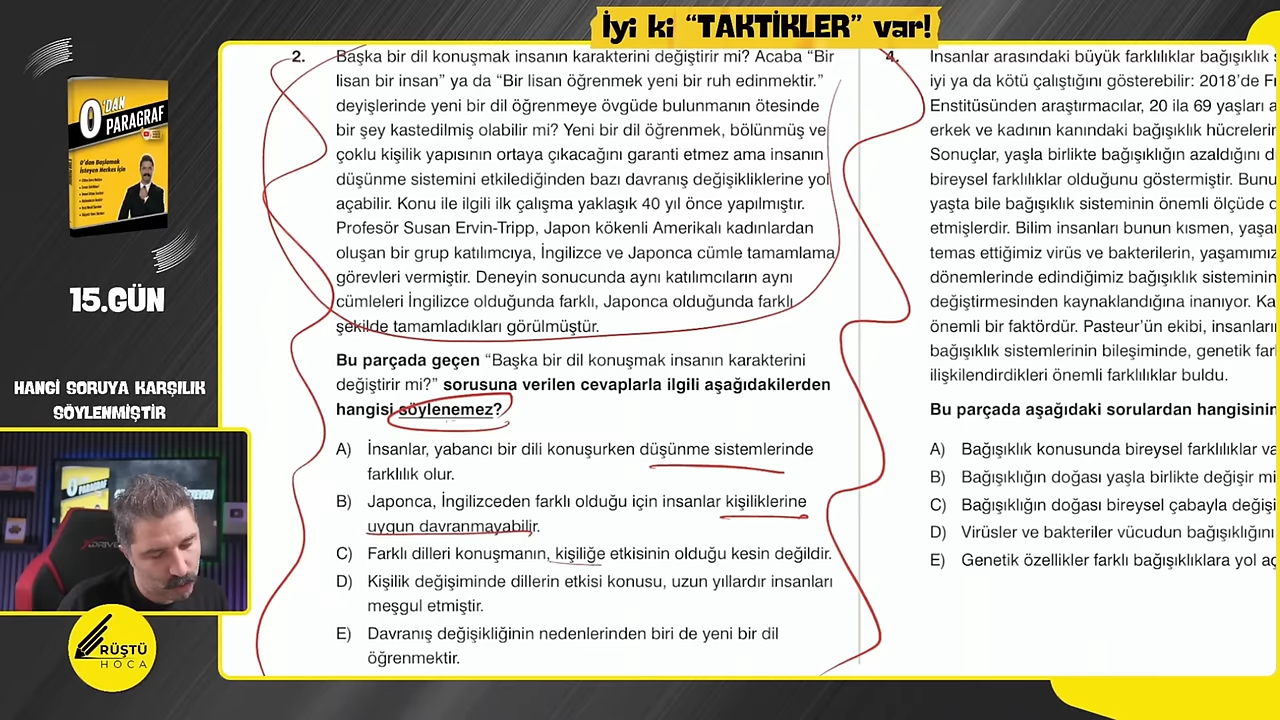 İyi ki “TAKTİKLER” var!
0'DAN
PARAGRAF
0'dan Başlamak
İsteyen Herkes İçin
15.GÜN
HANGİ SORUYA KARŞILIK
SÖYLENMİŞTİR
RÜŞTÜ
HOCA
2. Başka bir dil konuşmak insanın karakterini değiştirir mi? Acaba “Bir
lisan bir insan” ya da “Bir lisan öğrenmek yeni bir ruh edinmektir.”
deyişlerinde yeni bir dil öğrenmeye övgüde bulunmanın ötesinde
bir şey kastedilmiş olabilir mi? Yeni bir dil öğrenmek, bölünmüş ve
çoklu kişilik yapısının ortaya çıkacağını garanti etmez ama insanın
düşünme sistemini etkilediğinden bazı davranış değişikliklerine yol
açabilir. Konu ile ilgili ilk çalışma yaklaşık 40 yıl önce yapılmıştır.
Profesör Susan Ervin-Tripp, Japon kökenli Amerikalı kadınlardan
oluşan bir grup katılımcıya, İngilizce ve Japonca cümle tamamlama
görevleri vermiştir. Deneyin sonucunda aynı katılımcıların aynı
cümleleri İngilizce olduğunda farklı, Japonca olduğunda farklı
şekilde tamamladıkları görülmüştür.
Bu parçada geçen “Başka bir dil konuşmak insanın karakterini
değiştirir mi?” sorusuna verilen cevaplarla ilgili aşağıdakilerden
hangisi söylenemez?
A) İnsanlar, yabancı bir dili konuşurken düşünme sistemlerinde
farklılık olur.
B) Japonca, İngilizceden farklı olduğu için insanlar kişiliklerine
uygun davranmayabilir.
C) Farklı dilleri konuşmanın, kişiliğe etkisinin olduğu kesin değildir.
D) Kişilik değişiminde dillerin etkisi konusu, uzun yıllardır insanları
meşgul etmiştir.
E) Davranış değişikliğinin nedenlerinden biri de yeni bir dil
öğrenmektir.
4. İnsanlar arasındaki büyük farklılıklar bağışıklık
iyi ya da kötü çalıştığını gösterebilir: 2018'de
Enstitüsünden araştırmacılar, 20 ila 69 yaşları
erkek ve kadının kanındaki bağışıklık
Sonuçlar, yaşla birlikte bağışıklığın azaldığını
bireysel farklılıklar olduğunu göstermiştir.
yaşta bile bağışıklık sisteminin önemli ölçüde
etmişlerdir. Bilim insanları bunun kısmen,
temas ettiğimiz virüs ve bakterilerin,
dönemlerinde edindiğimiz bağışıklık
değiştirmesinden kaynaklandığına inanıyor.
önemli bir faktördür. Pasteur'ün ekibi,
bağışıklık sistemlerinin bileşiminde, genetik
ilişkilendirdikleri önemli farklılıklar buldu.
Bu parçada aşağıdaki sorulardan
A) Bağışıklık konusunda bireysel farklılıklar
B) Bağışıklığın doğası yaşla birlikte değişir
C) Bağışıklığın doğası bireysel çabayla
D) Virüsler ve bakteriler vücudun
E) Genetik özellikler farklı bağışıklıklara yol